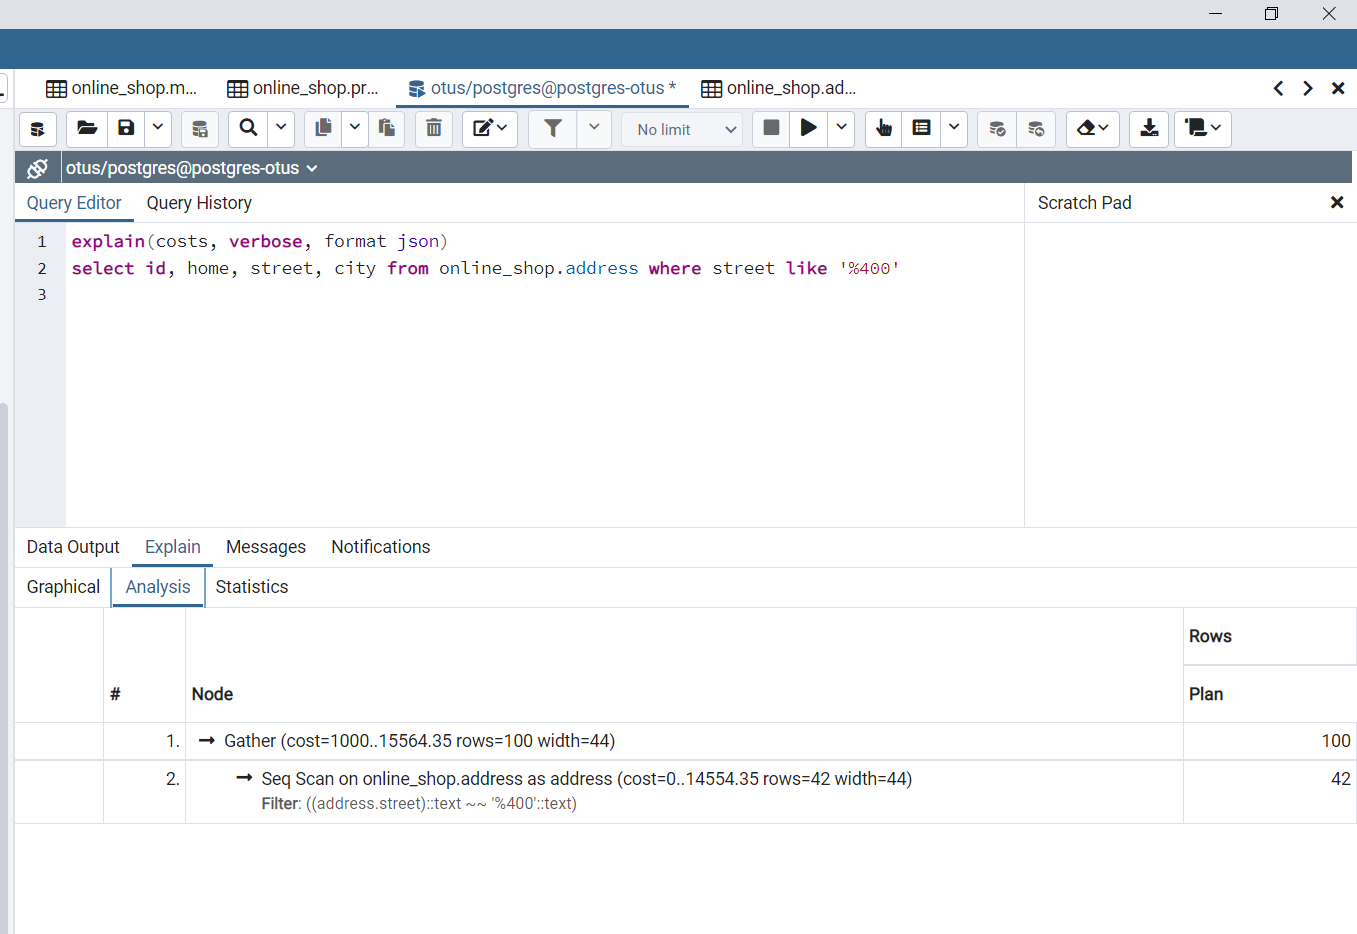 online_shop.m...
online_shop.pr...
otus/postgres@postgres-otus *
online_shop.ad...
No limit
otus/postgres@postgres-otus
Query Editor
Query History
Scratch Pad
1 explain(costs, verbose, format json)
2 select id, home, street, city from online_shop.address where street like '%400'
3
Data Output
Explain
Messages
Notifications
Graphical
Analysis
Statistics
Rows
#
Node
Plan
1. Gather (cost=1000..15564.35 rows=100 width=44) 100
2. Seq Scan on online_shop.address as address (cost=0..14554.35 rows=42 width=44) 42
Filter: ((address.street)::text ~~ '%400'::text)